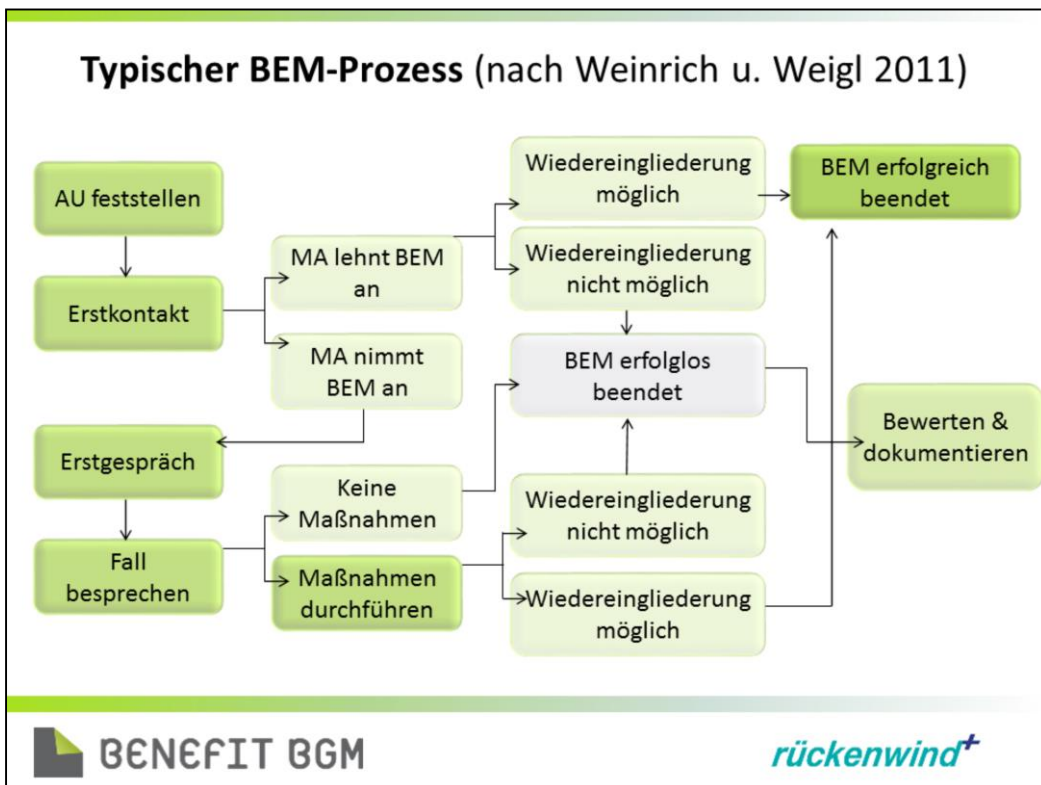 Typischer BEM-Prozess (nach Weinrich u. Weigl 2011)
AU feststellen
Erstkontakt
MA lehnt BEM
an
MA nimmt
BEM an
Wiedereingliederung
möglich
Wiedereingliederung
nicht möglich
BEM erfolgreich
beendet
BEM erfolglos
beendet
Erstgespräch
Fall
besprechen
Keine
Maßnahmen
Maßnahmen
durchführen
Wiedereingliederung
nicht möglich
Wiedereingliederung
möglich
Bewerten &
dokumentieren
BENEFIT BGM
rückenwind+